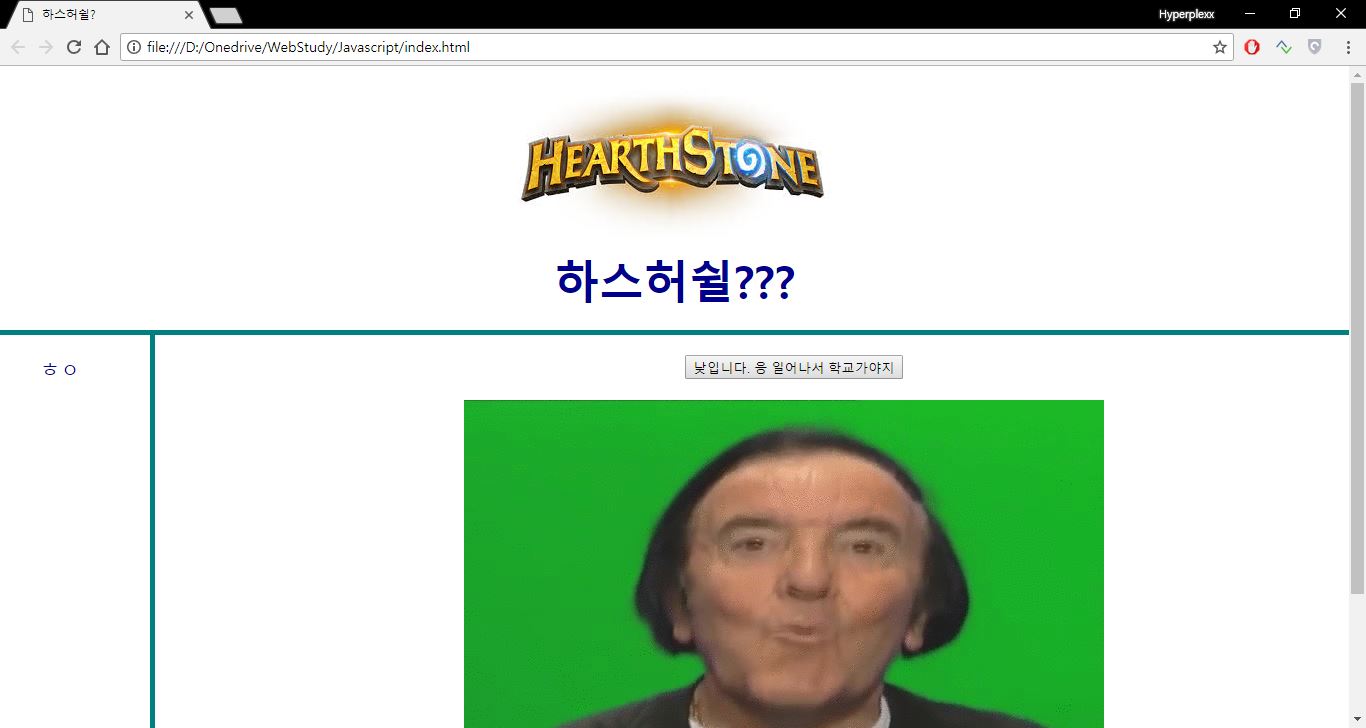 하스허쉴?
Hyperplexx
file:///D:/Onedrive/WebStudy/Javascript/index.html
HEARTHSTONE
하스허쉴???
ㅎㅇ
낮입니다. 응 일어나서 학교가야지